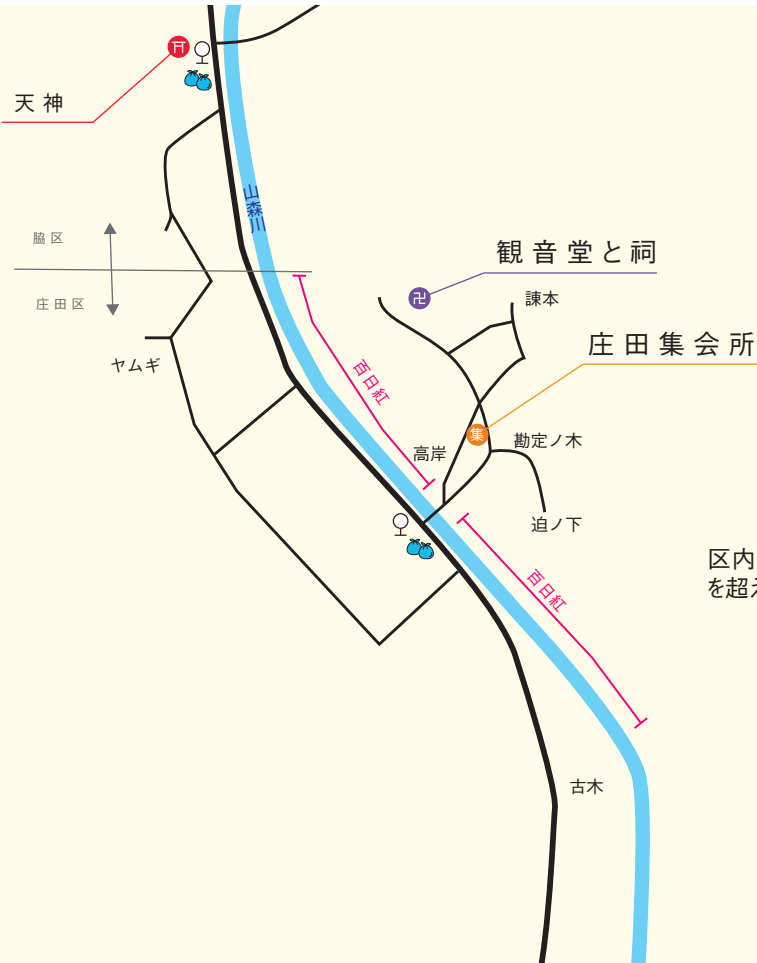 天神
山森川
脇区
観音堂と祠
卍
諌本
庄田区
庄田集会所
ヤムギ
百日紅
集
高岸
勘定ノ木
迫ノ下
区内
を超
百日紅
古木